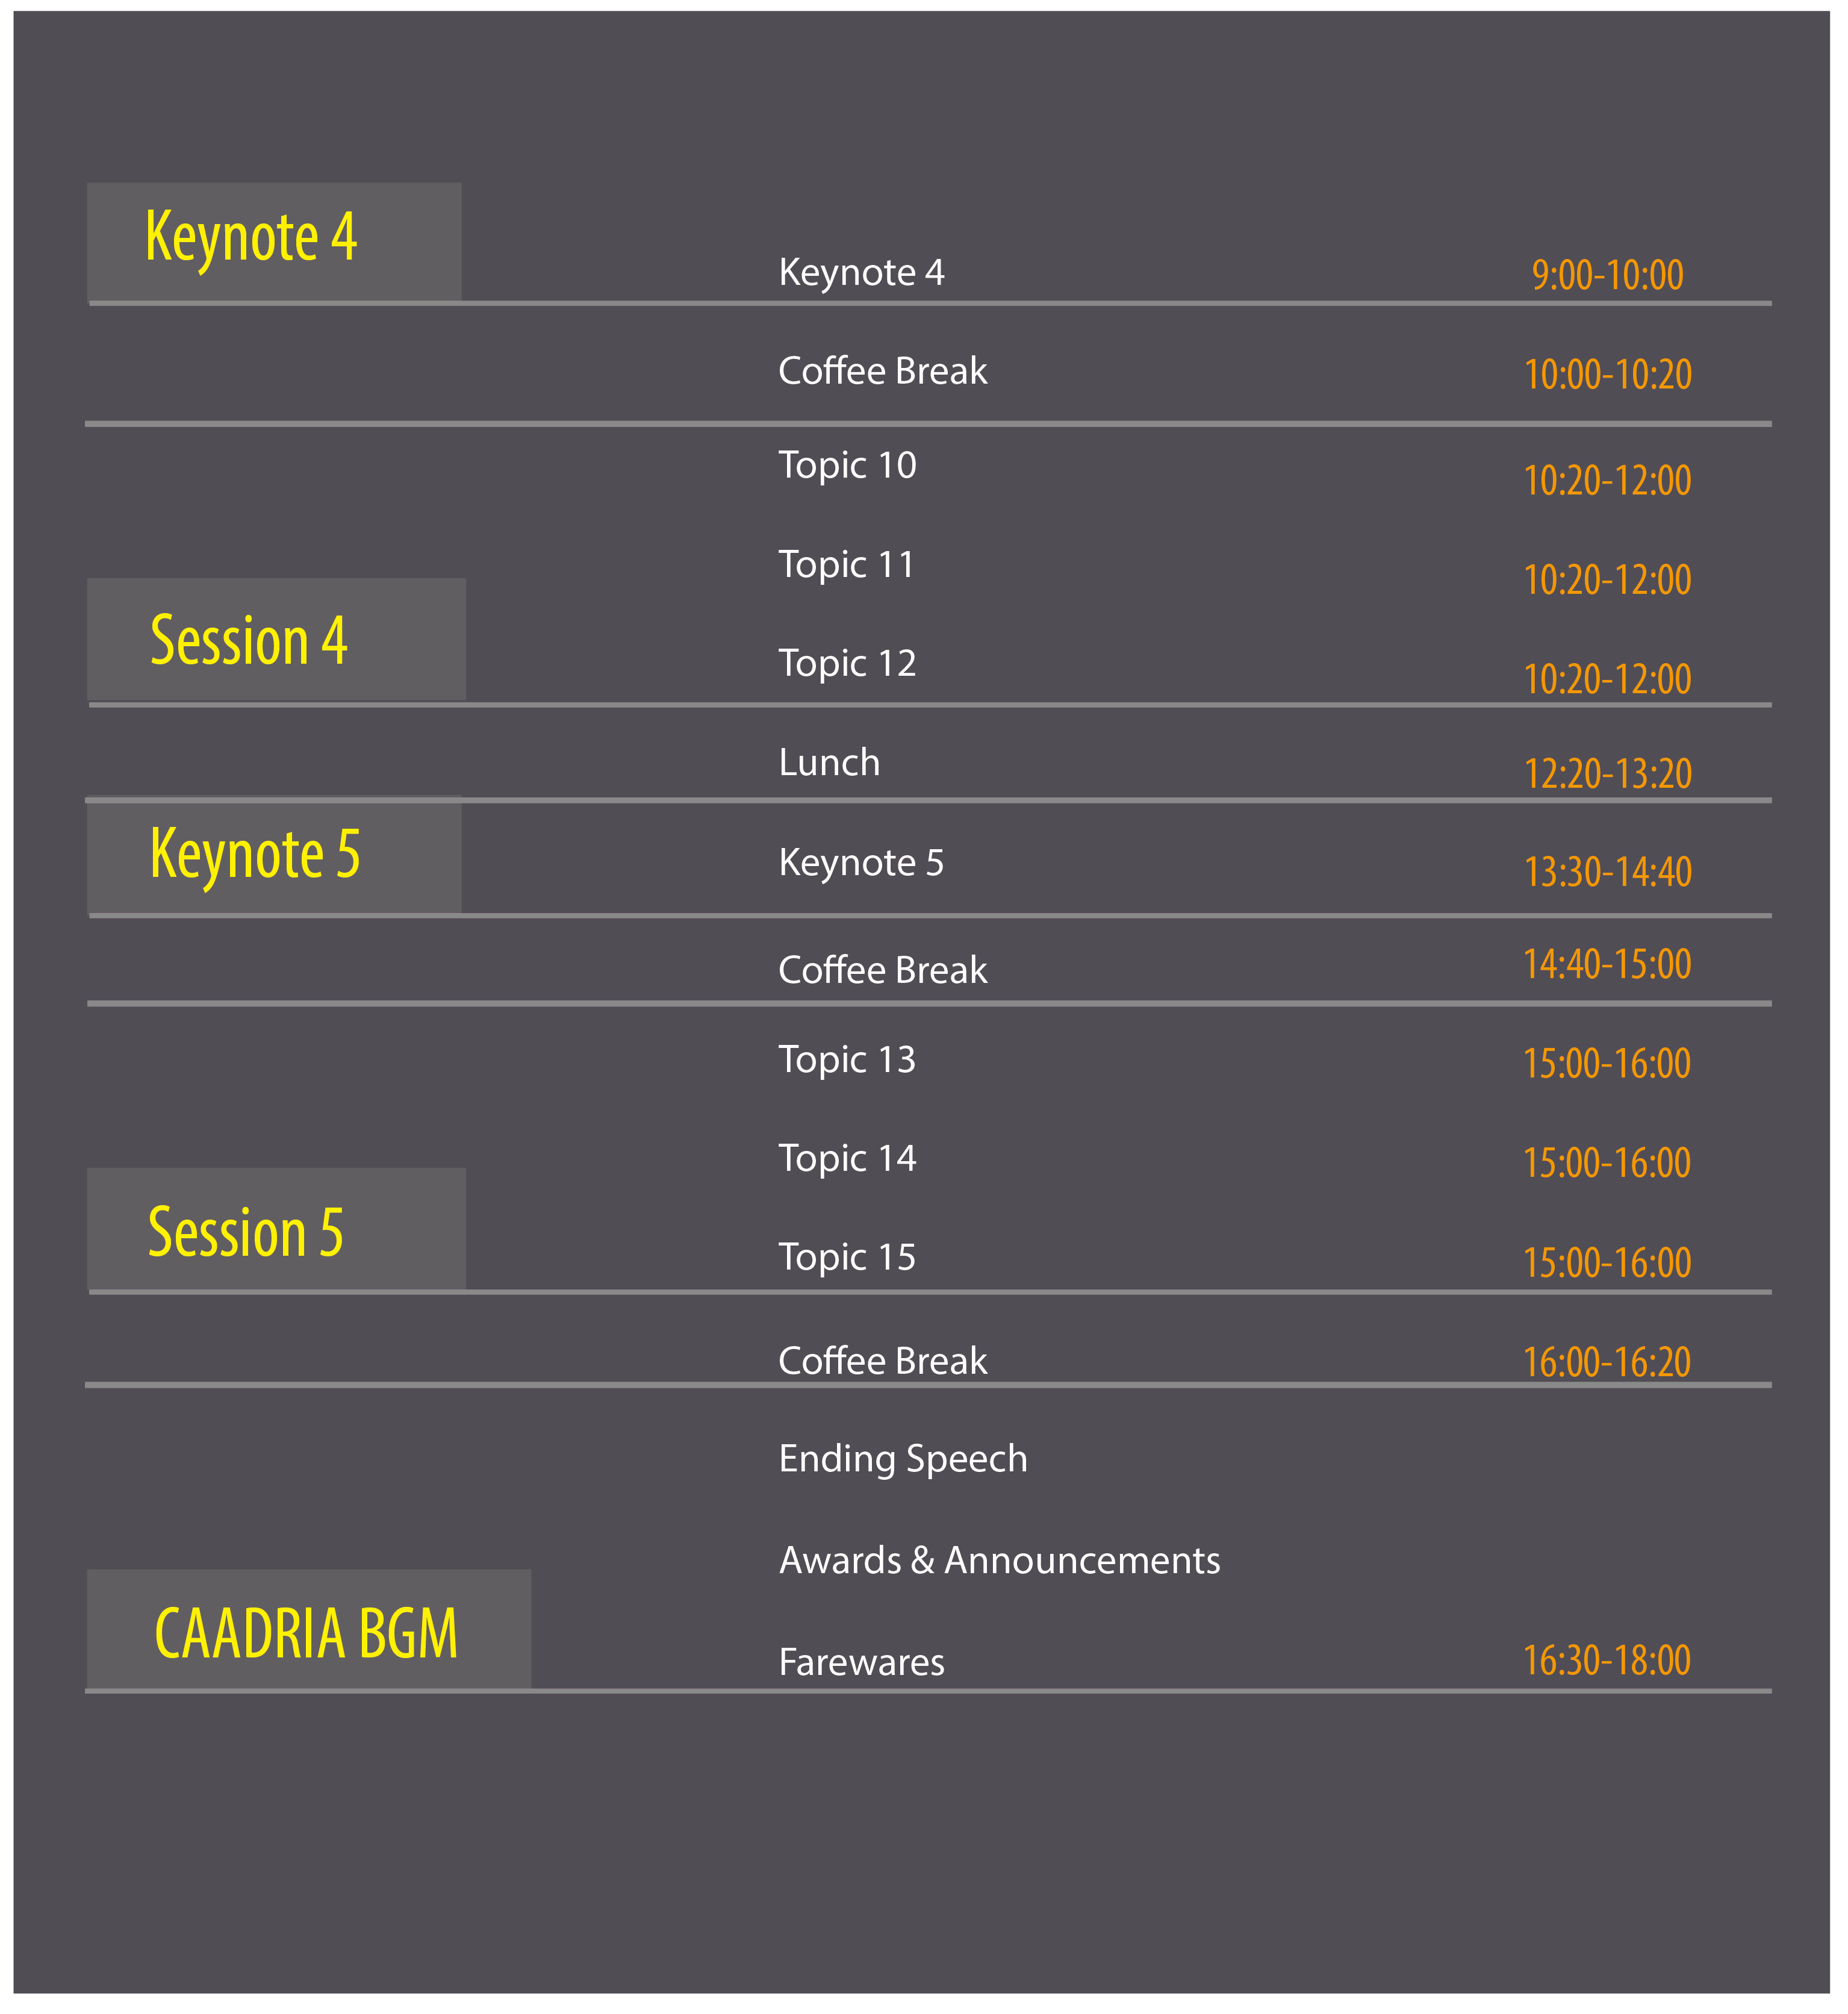 Keynote 4
Keynote 4 9:00-10:00
Coffee Break 10:00-10:20
Topic 10 10:20-12:00
Topic 11 10:20-12:00
Session 4
Topic 12 10:20-12:00
Lunch 12:20-13:20
Keynote 5 Keynote 5 13:30-14:40
Coffee Break 14:40-15:00
Topic 13 15:00-16:00
Topic 14 15:00-16:00
Session 5
Topic 15 15:00-16:00
Coffee Break 16:00-16:20
Ending Speech
Awards & Announcements
CAADRIA BGM
Farewares 16:30-18:00